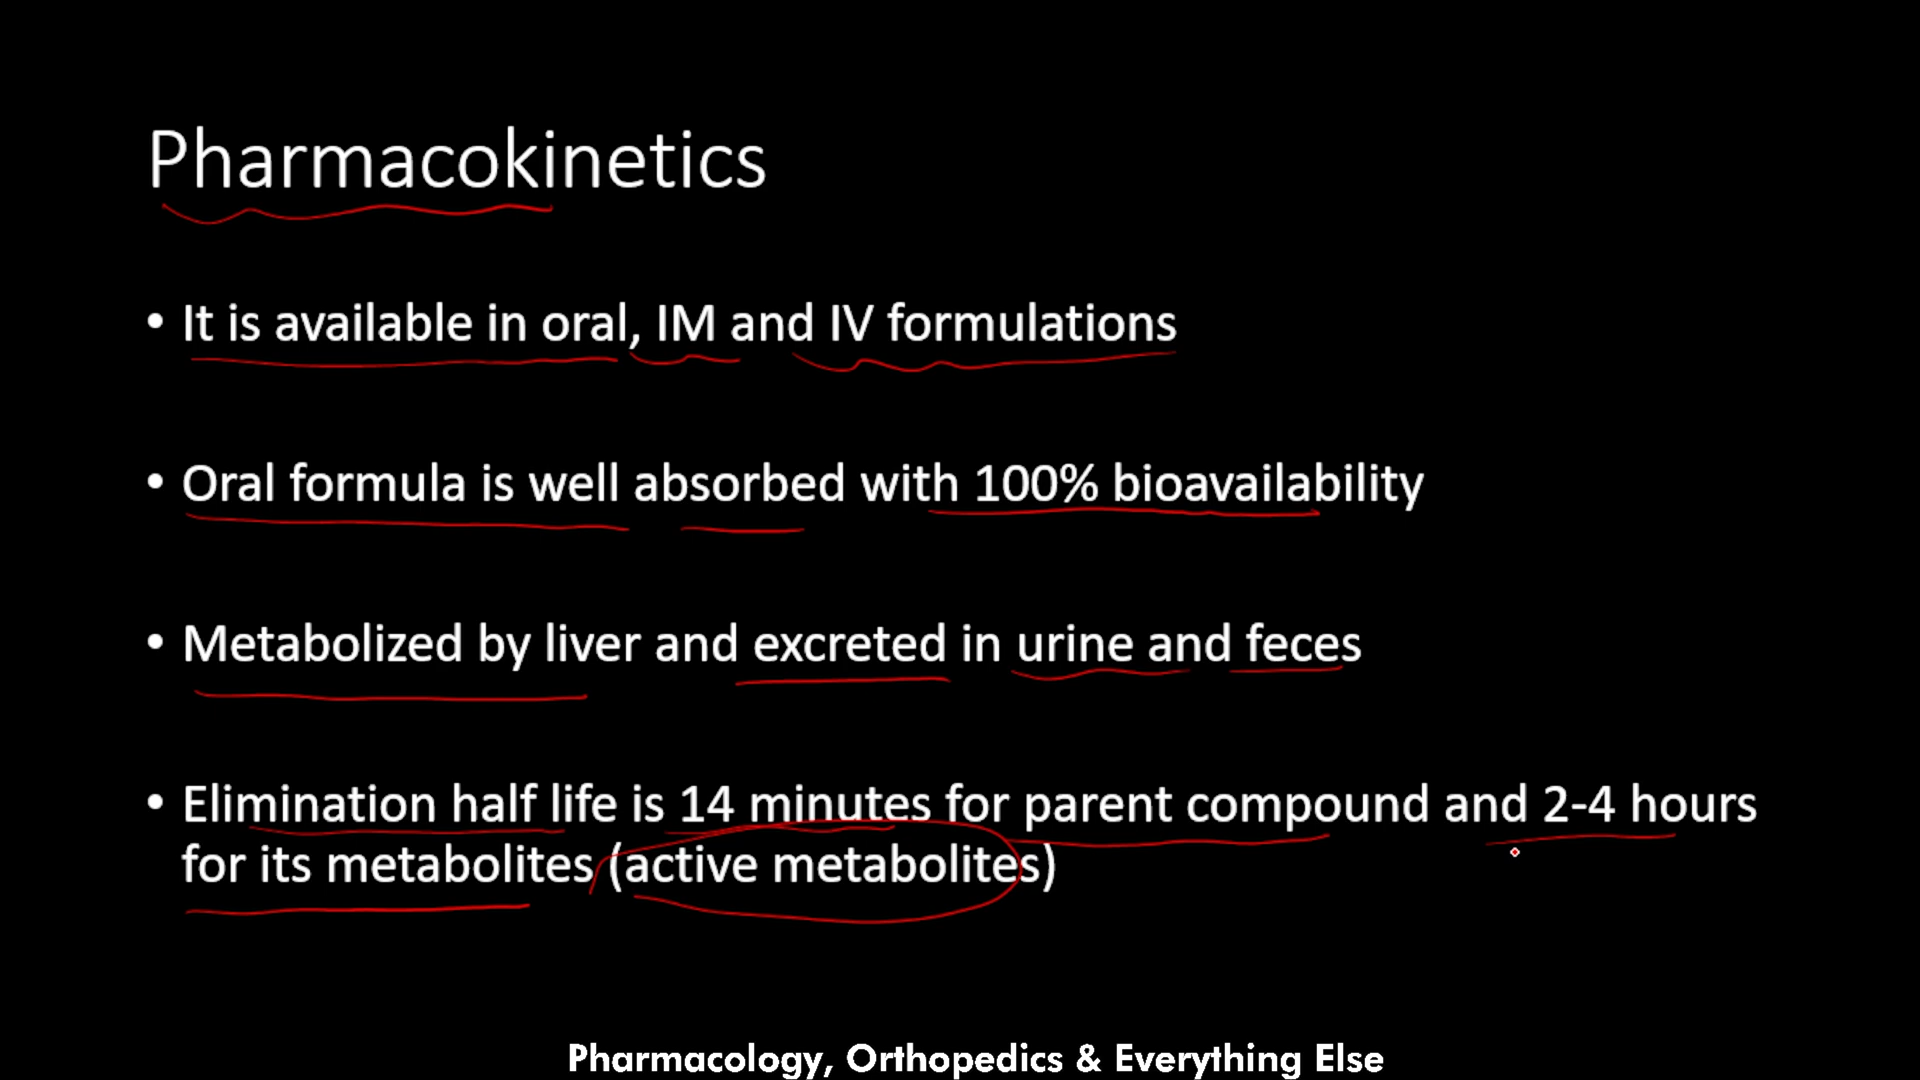 Pharmacokinetics
• It is available in oral, IM and IV formulations
• Oral formula is well absorbed with 100% bioavailability
• Metabolized by liver and excreted in urine and feces
• Elimination half life is 14 minutes for parent compound and 2-4 hours
for its metabolites (active metabolites)
Pharmacology, Orthopedics & Everything Else